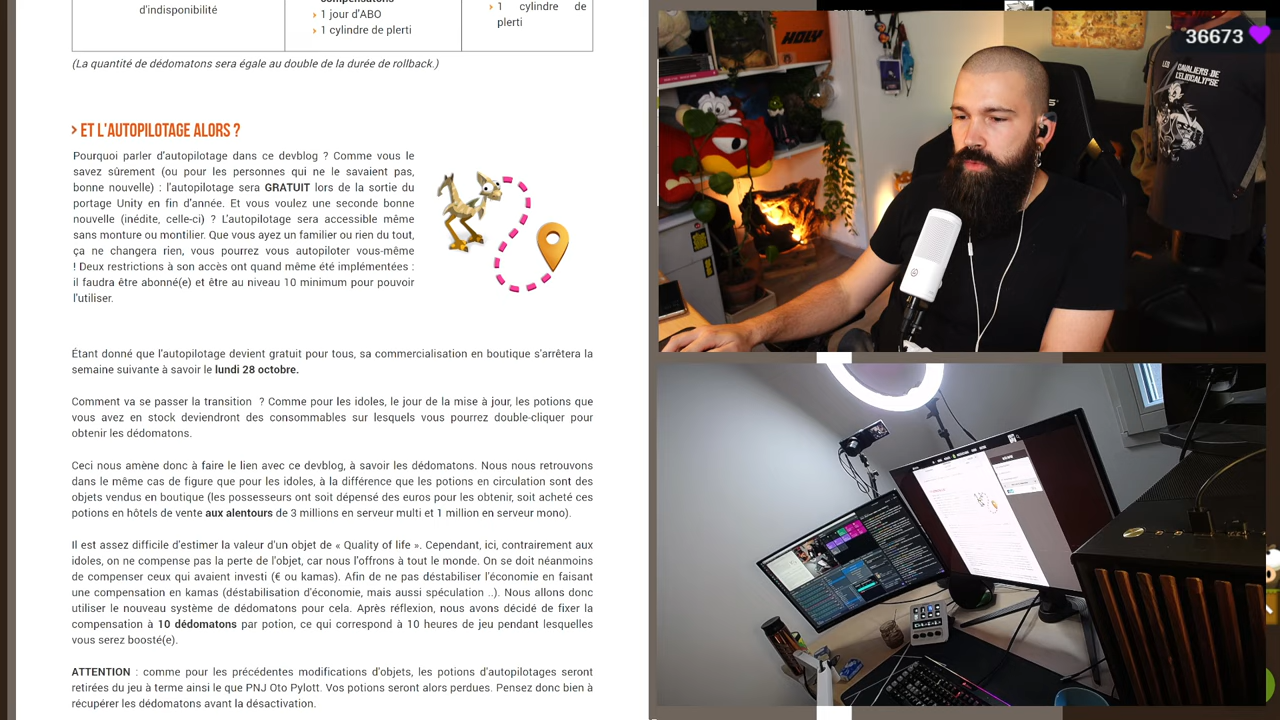 d'indisponibilité
compensatons
› 1 jour d'ABO
› 1 cylindre de plerti
› 1 cylindre de
plerti
(La quantité de dédomatons sera égale au double de la durée de rollback.)
› ET L'AUTOPILOTAGE ALORS ?
Pourquoi parler d'autopilotage dans ce devblog ? Comme vous le
savez sûrement (ou pour les personnes qui ne le savaient pas,
bonne nouvelle) : l'autopilotage sera GRATUIT lors de la sortie du
portage Unity en fin d'année. Et vous voulez une seconde bonne
nouvelle (inédite, celle-ci) ? L'autopilotage sera accessible même
sans monture ou montilier. Que vous ayez un familier ou rien du tout,
ça ne changera rien, vous pourrez vous autopiloter vous-même
! Deux restrictions à son accès ont quand même été implémentées :
il faudra être abonné(e) et être au niveau 10 minimum pour pouvoir
l'utiliser.
Étant donné que l'autopilotage devient gratuit pour tous, sa commercialisation en boutique s'arrêtera la
semaine suivante à savoir le lundi 28 octobre.
Comment va se passer la transition ? Comme pour les idoles, le jour de la mise à jour, les potions que
vous avez en stock deviendront des consommables sur lesquels vous pourrez double-cliquer pour
obtenir les dédomatons.
Ceci nous amène donc à faire le lien avec ce devblog, à savoir les dédomatons. Nous nous retrouvons
dans le même cas de figure que pour les idoles, à la différence que les potions en circulation sont des
objets vendus en boutique (les possesseurs ont soit dépensé des euros pour les obtenir, soit acheté ces
potions en hôtels de vente aux alentours de 3 millions en serveur multi et 1 million en serveur mono).
Il est assez difficile d'estimer la valeur d'un objet de « Quality of life ». Cependant, ici, contrairement aux
idoles, on ne compense pas la perte de l'objet, car nous l'offrons à tout le monde. On se doit néanmoins
de compenser ceux qui avaient investi (€ ou kamas). Afin de ne pas déstabiliser l'économie en faisant
une compensation en kamas (déstabilisation d'économie, mais aussi spéculation ..). Nous allons donc
utiliser le nouveau système de dédomatons pour cela. Après réflexion, nous avons décidé de fixer la
compensation à 10 dédomatons par potion, ce qui correspond à 10 heures de jeu pendant lesquelles
vous serez boosté(e).
ATTENTION : comme pour les précédentes modifications d'objets, les potions d'autopilotages seront
retirées du jeu à terme ainsi le que PNJ Oto Pylott. Vos potions seront alors perdues. Pensez donc bien à
récupérer les dédomatons avant la désactivation.
36673
HOLY
LES CAVALIERS DE
L'ELIOCALYPSE